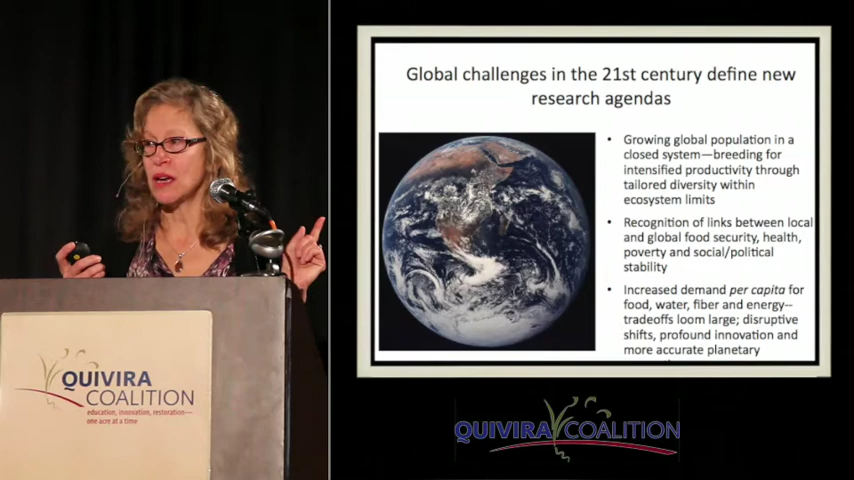 QUIVIRA
COALITION
education, innovation, restoration—
one acre at a time
Global challenges in the 21st century define new
research agendas
• Growing global population in a
closed system—breeding for
intensified productivity through
tailored diversity within
ecosystem limits
• Recognition of links between local
and global food security, health,
poverty and social/political
stability
• Increased demand per capita for
food, water, fiber and energy--
tradeoffs loom large; disruptive
shifts, profound innovation and
more accurate planetary
QUIVIRA COALITION